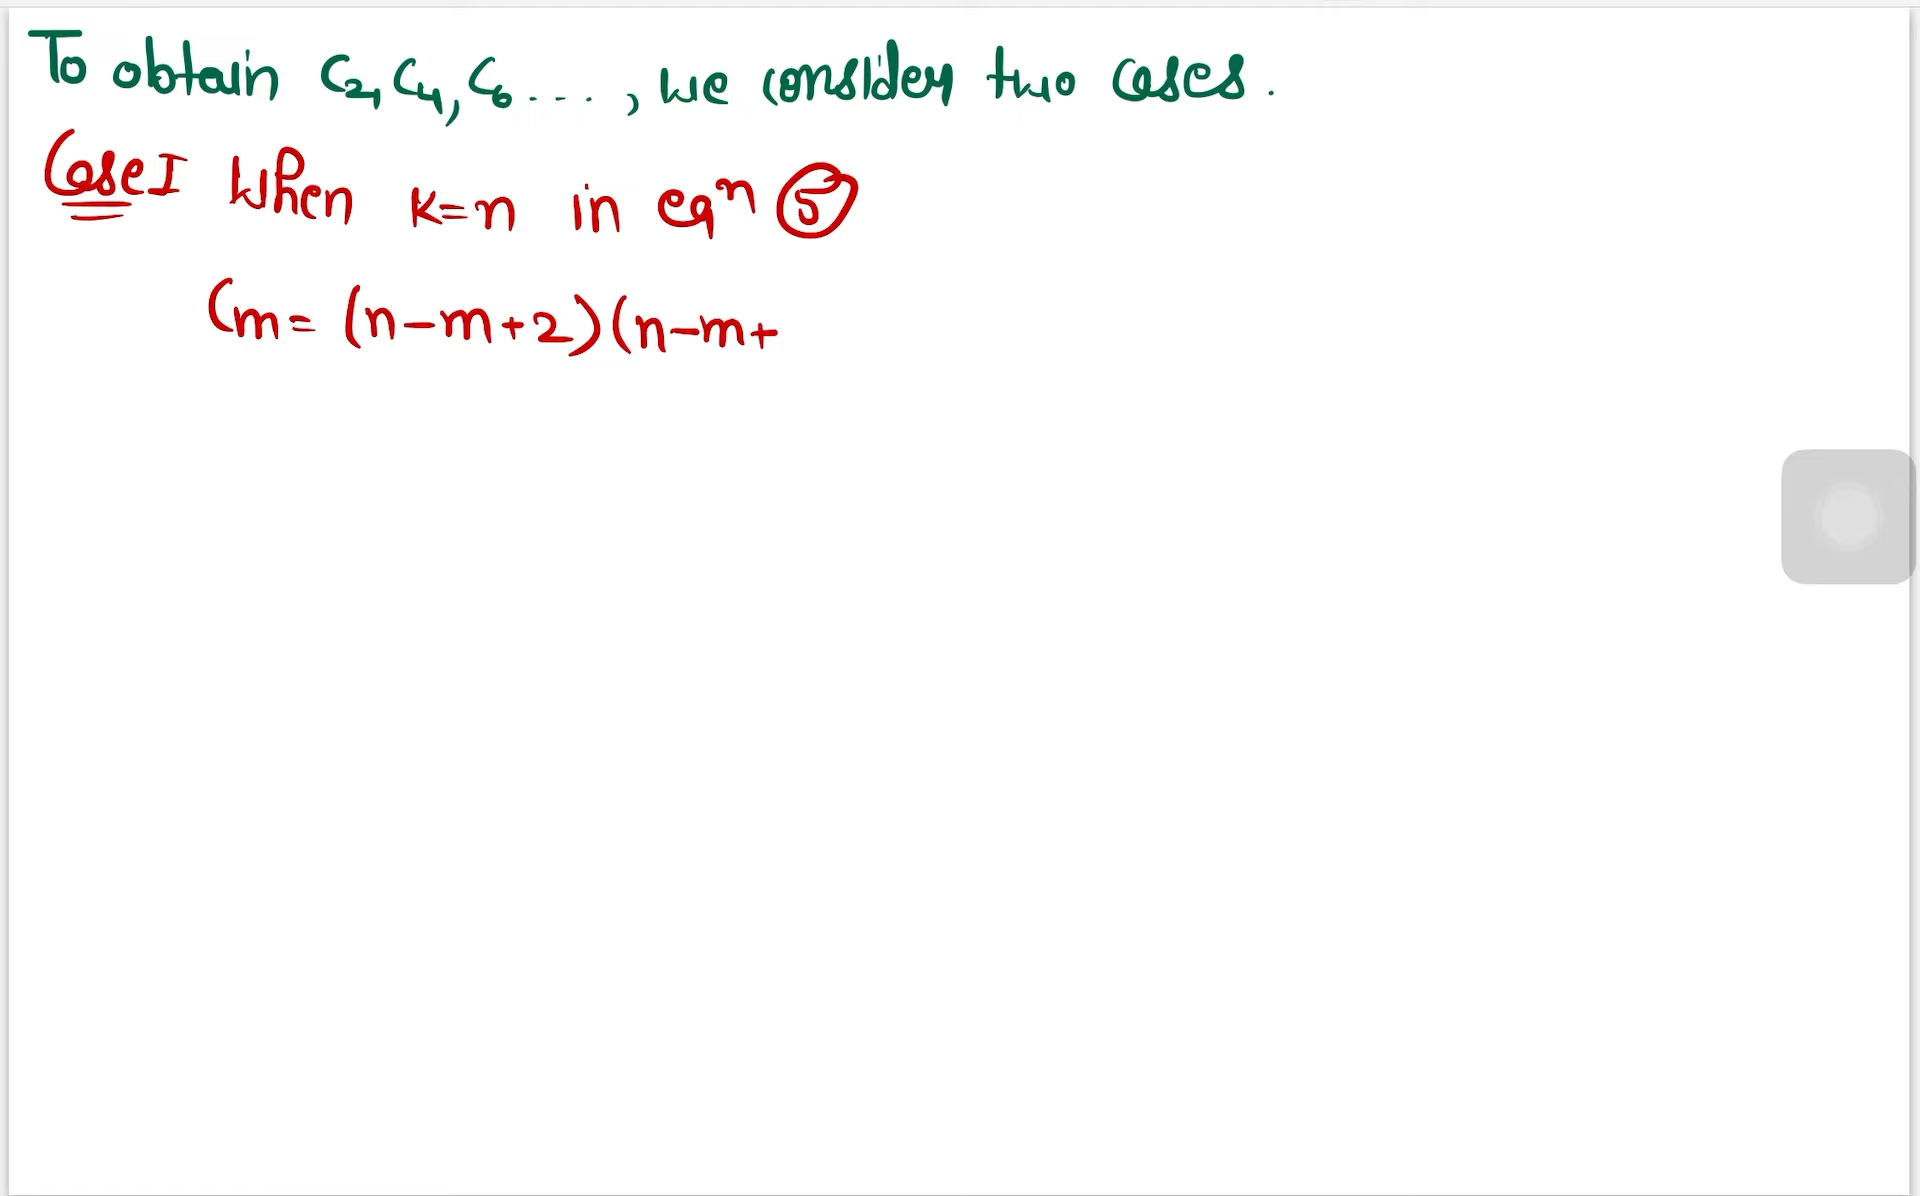 To obtain C₂, C₄, C₆ ...., we consider two cases.
Case I When K=n in eqⁿ ⑤
Cm= (n-m+2)(n-m+